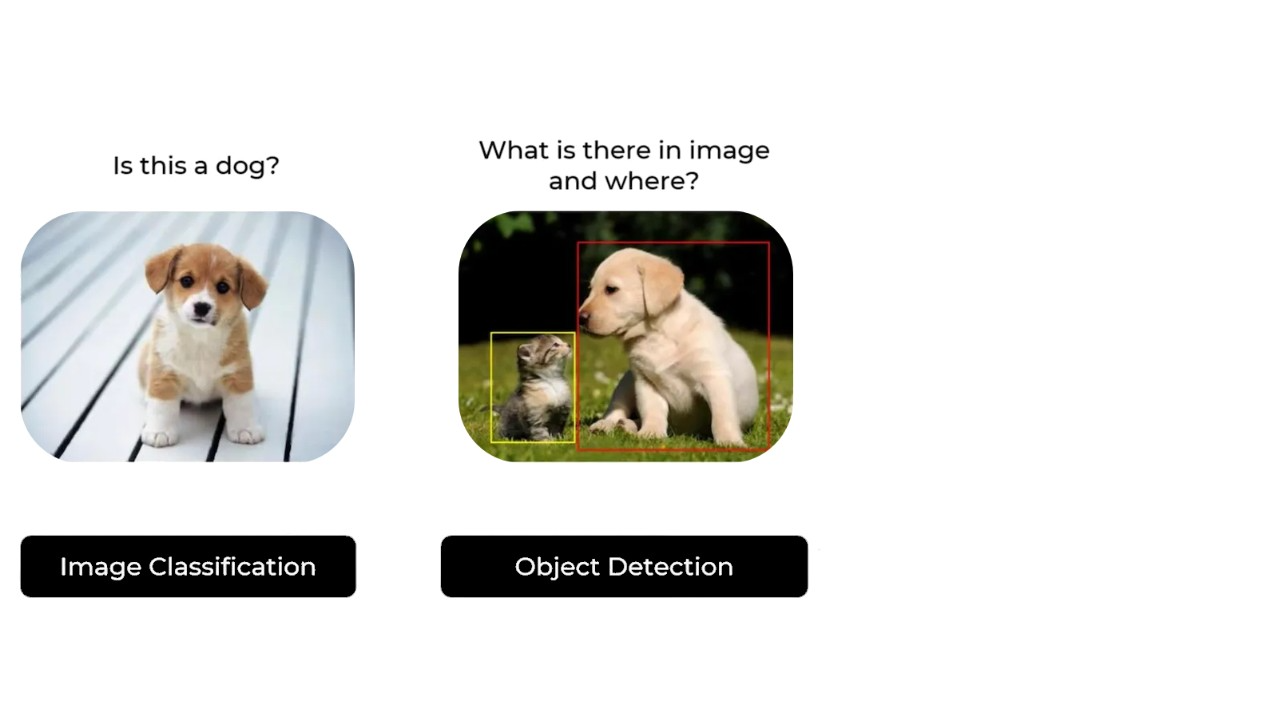 Is this a dog?
What is there in image
and where?
Image Classification
Object Detection